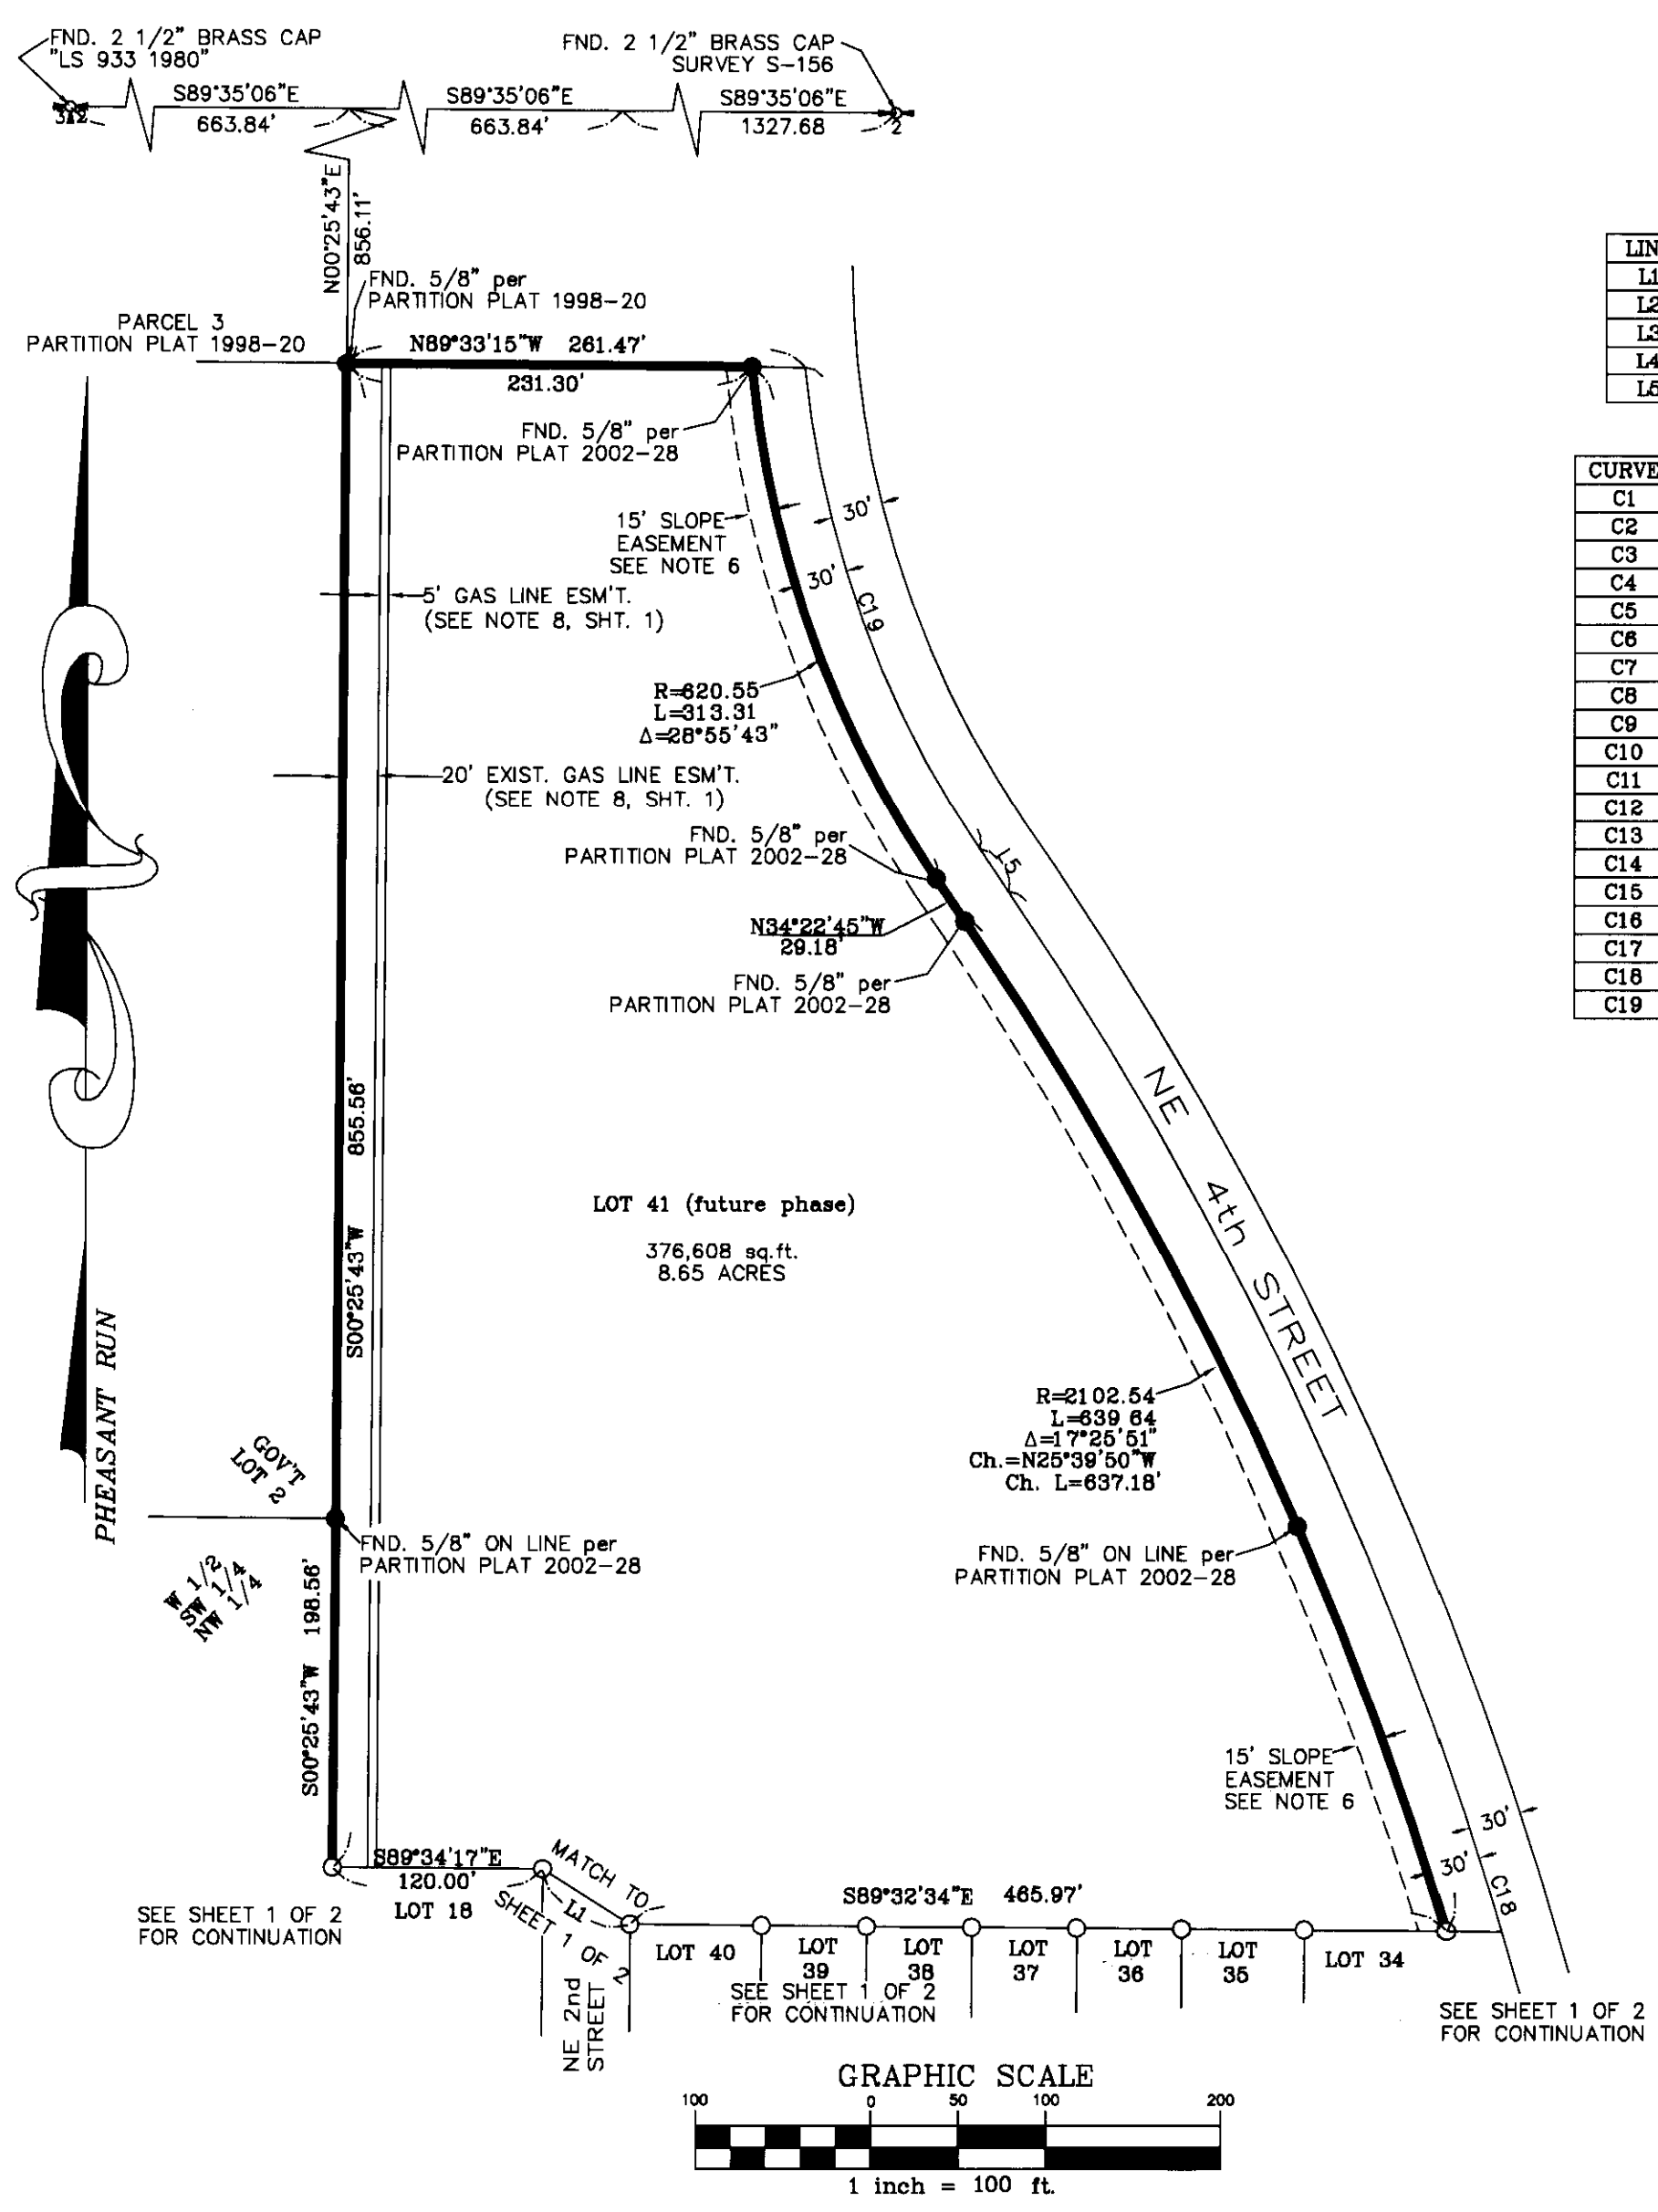 FND. 2 1/2" BRASS CAP
"LS 933 1980"
FND. 2 1/2" BRASS CAP
SURVEY S-156
S89°35'06"E
663.84'
S89°35'06"E
663.84'
S89°35'06"E
1327.68
2
N00°25'43"E
856.11'
FND. 5/8" per
PARTITION PLAT 1998-20
PARCEL 3
PARTITION PLAT 1998-20
N89°33'15"W 261.47'
231.30'
FND. 5/8" per
PARTITION PLAT 2002-28
15' SLOPE
EASEMENT
SEE NOTE 6
30'
30'
C19
5' GAS LINE ESM'T.
(SEE NOTE 8, SHT. 1)
R=620.55
L=313.31
Δ=28°55'43"
20' EXIST. GAS LINE ESM'T.
(SEE NOTE 8, SHT. 1)
FND. 5/8" per
PARTITION PLAT 2002-28
L5
N34°22'45"W
29.18'
FND. 5/8" per
PARTITION PLAT 2002-28
NE 4th STREET
S00°25'43"W 855.56'
LOT 41 (future phase)
376,608 sq.ft.
8.65 ACRES
PHEASANT RUN
GOV'T
LOT 2
R=2102.54
L=639 64
Δ=17°25'51"
Ch.=N25°39'50"W
Ch. L=637.18'
FND. 5/8" ON LINE per
PARTITION PLAT 2002-28
FND. 5/8" ON LINE per
PARTITION PLAT 2002-28
W 1/2
SW 1/4
NW 1/4
S00°25'43"W 198.56'
15' SLOPE
EASEMENT
SEE NOTE 6
30'
30'
C18
S89°34'17"E
120.00'
LOT 18
MATCH TO
SHEET 1 OF 2
L1
SEE SHEET 1 OF 2
FOR CONTINUATION
S89°32'34"E 465.97'
LOT 40
LOT
39
LOT
38
LOT
37
LOT
36
LOT
35
LOT 34
SEE SHEET 1 OF 2
FOR CONTINUATION
NE 2nd
STREET
SEE SHEET 1 OF 2
FOR CONTINUATION
GRAPHIC SCALE
100 0 50 100 200
1 inch = 100 ft.
LIN
L1
L2
L3
L4
L5
CURVE
C1
C2
C3
C4
C5
C6
C7
C8
C9
C10
C11
C12
C13
C14
C15
C16
C17
C18
C19